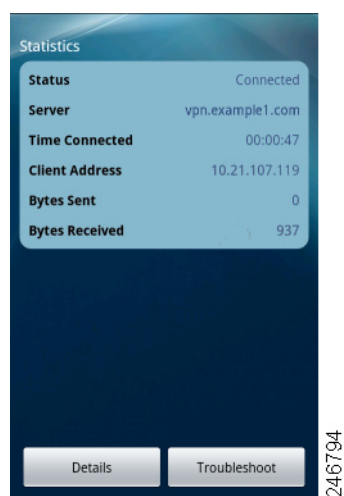 Statistics
Status Connected
Server vpn.example1.com
Time Connected 00:00:47
Client Address 10.21.107.119
Bytes Sent 0
Bytes Received 937
Details Troubleshoot
246794